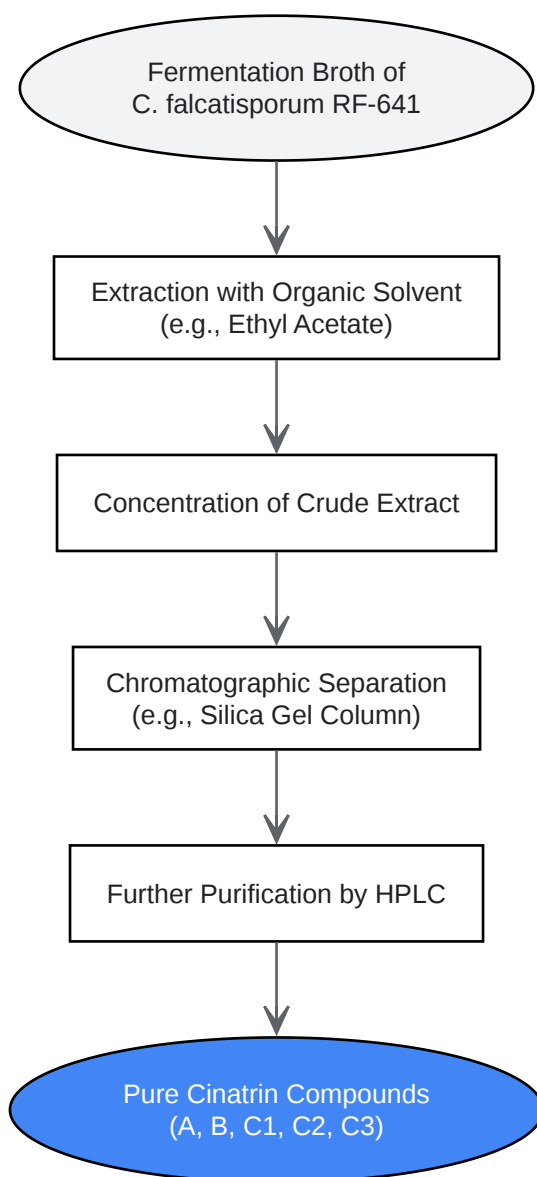 Fermentation Broth of
C. falcatisporum RF-641
Extraction with Organic Solvent
(e.g., Ethyl Acetate)
Concentration of Crude Extract
Chromatographic Separation
(e.g., Silica Gel Column)
Further Purification by HPLC
Pure Cinatrin Compounds
(A, B, C1, C2, C3)